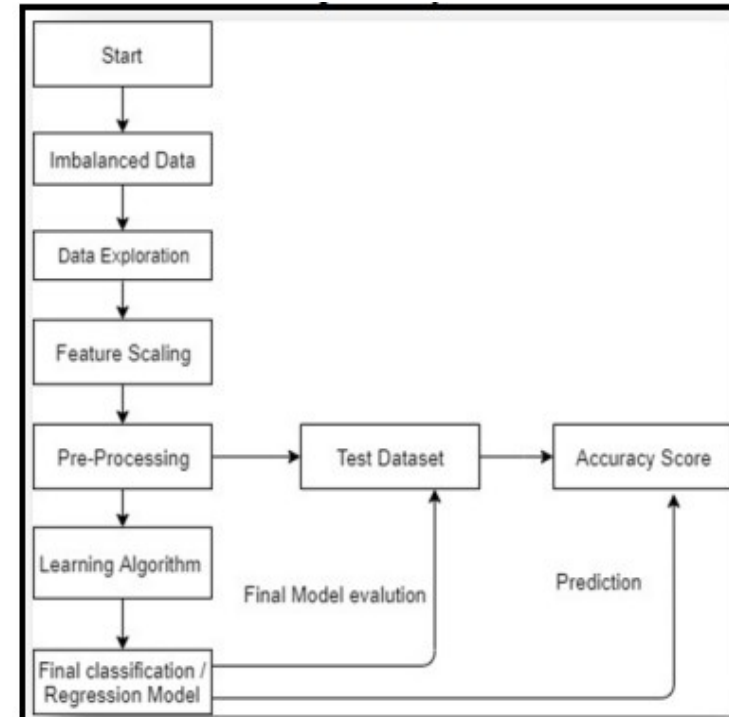 Start
Imbalanced Data
Data Exploration
Feature Scaling
Pre-Processing
Test Dataset
Accuracy Score
Learning Algorithm
Final Model evalution
Prediction
Final classification /
Regression Model